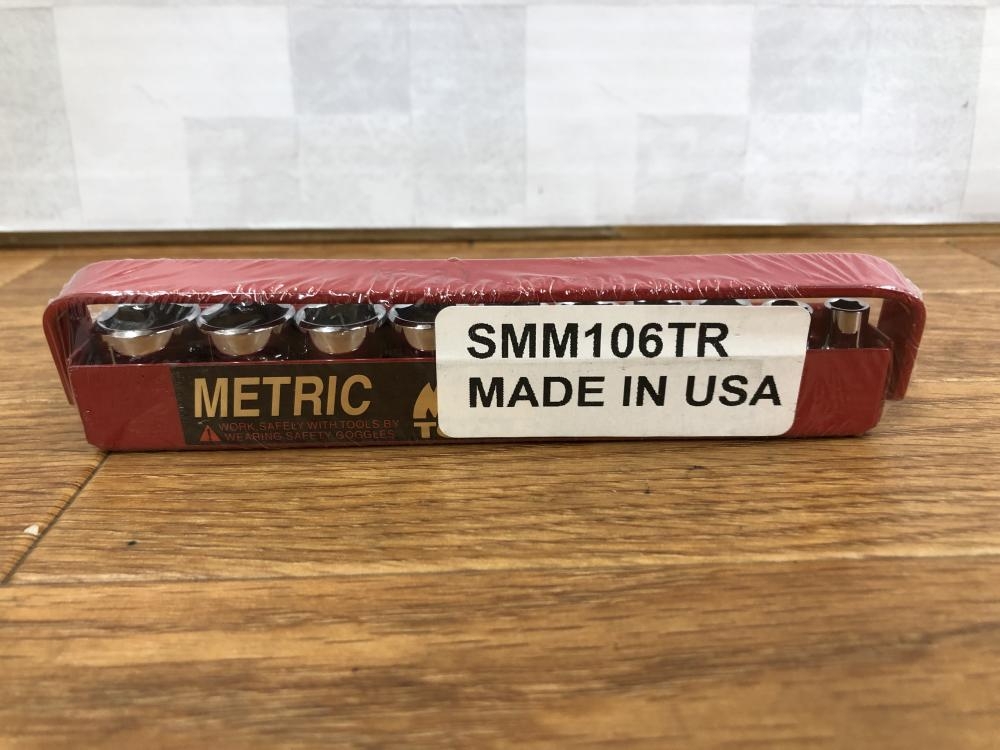 METRIC
WORK SAFELY WITH TOOLS BY
WEARING SAFETY GOGGLES
SMM106TR
MADE IN USA